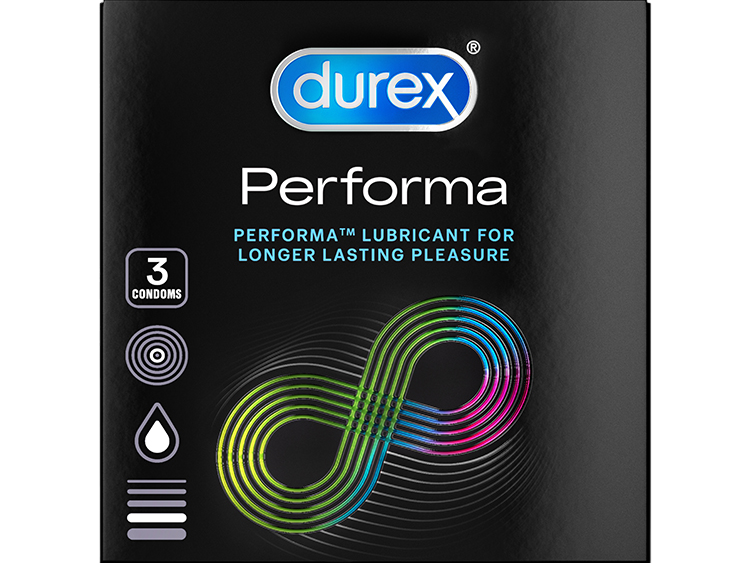 durex®
Performa
PERFORMA™ LUBRICANT FOR
LONGER LASTING PLEASURE
3
CONDOMS